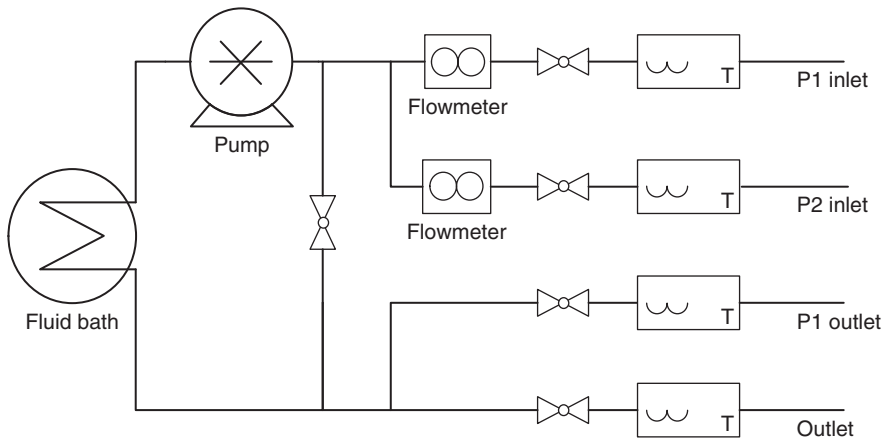 T
P1 inlet
Flowmeter
Pump
T
P2 inlet
Flowmeter
Fluid bath
T
P1 outlet
T
Outlet